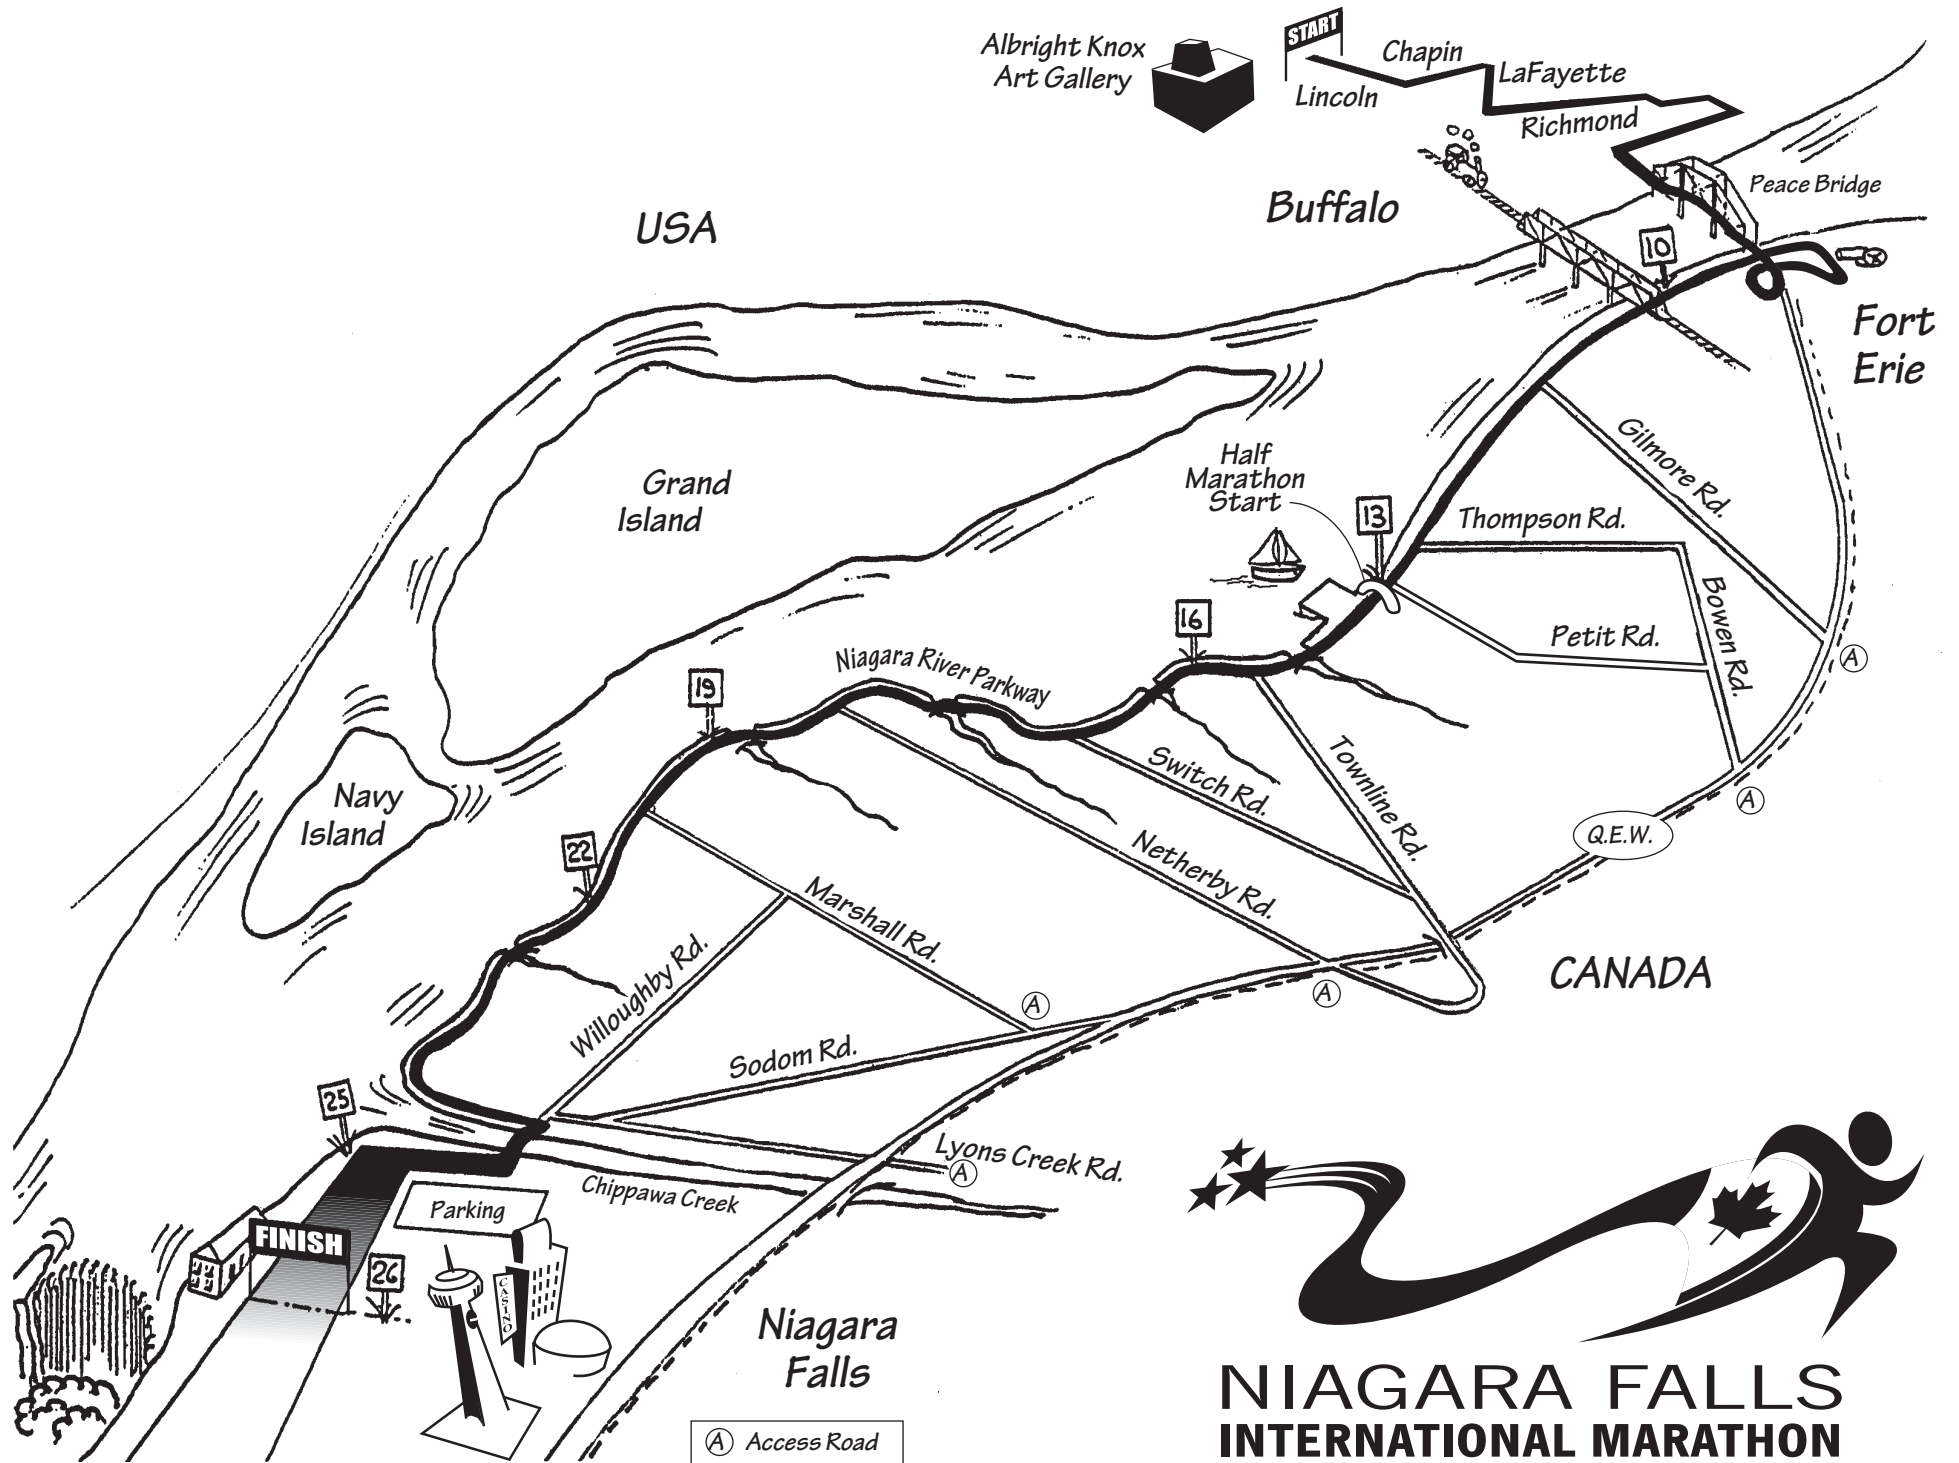 START
Albright Knox
Art Gallery
Chapin
LaFayette
Lincoln
Richmond
Peace Bridge
Buffalo
USA
10
Fort
Erie
Gilmore Rd.
Half
Marathon
Start
Grand
Island
13
Thompson Rd.
Bowen Rd.
16
Petit Rd.
Niagara River Parkway
A
19
Townline Rd.
Switch Rd.
Navy
Island
A
Q.E.W.
22
Netherby Rd.
Marshall Rd.
Willoughby Rd.
CANADA
A
A
Sodom Rd.
25
Lyons Creek Rd.
A
Chippawa Creek
Parking
FINISH
26
CASINO
Niagara
Falls
A Access Road
NIAGARA FALLS
INTERNATIONAL MARATHON